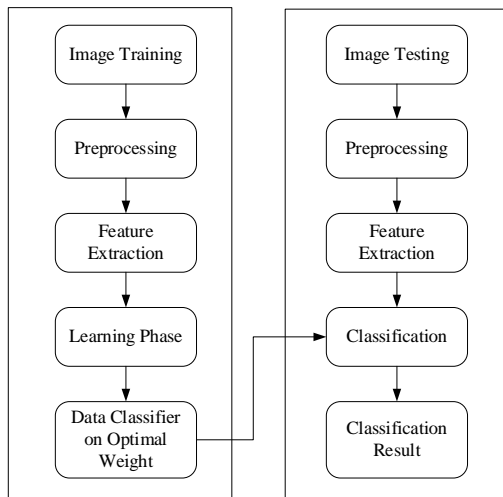 Image Training
Preprocessing
Feature
Extraction
Learning Phase
Data Classifier
on Optimal
Weight
Image Testing
Preprocessing
Feature
Extraction
Classification
Classification
Result